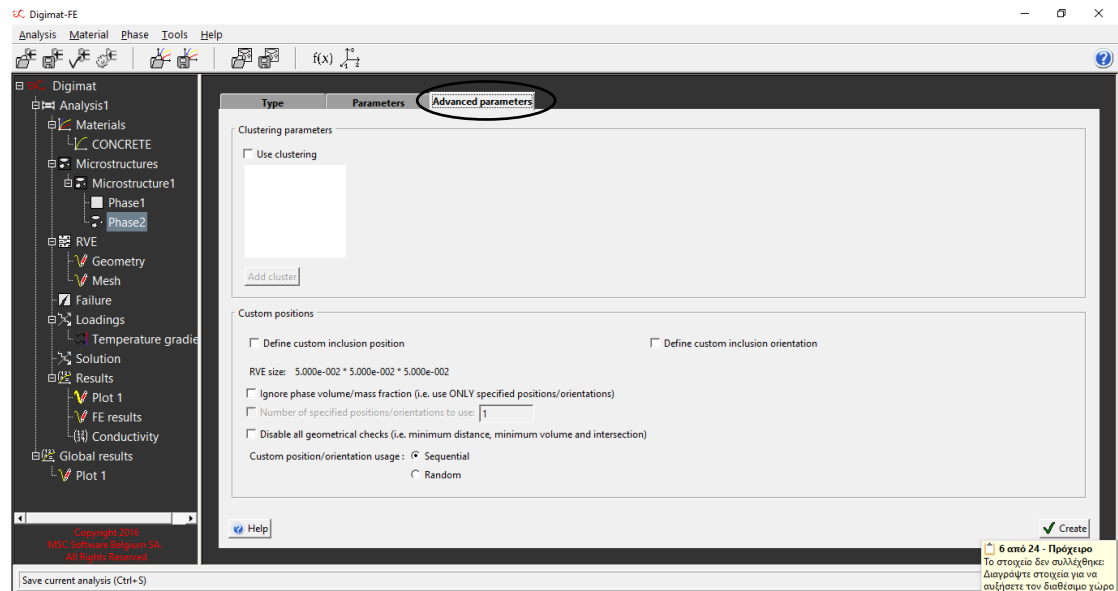 Digimat-FE
Analysis Material Phase Tools Help
f(x)
Digimat
Analysis1
Materials
CONCRETE
Microstructures
Microstructure1
Phase1
Phase2
RVE
Geometry
Mesh
Failure
Loadings
Temperature gradie
Solution
Results
Plot 1
FE results
Conductivity
Global results
Plot 1
Copyright 2016
MSC Software Belgium SA.
All Rights Reserved
Type Parameters Advanced parameters
Clustering parameters
Use clustering
Add cluster
Custom positions
Define custom inclusion position Define custom inclusion orientation
RVE size: 5.000e-002 * 5.000e-002 * 5.000e-002
Ignore phase volume/mass fraction (i.e. use ONLY specified positions/orientations)
Number of specified positions/orientations to use: 1
Disable all geometrical checks (i.e. minimum distance, minimum volume and intersection)
Custom position/orientation usage : Sequential
Random
Help Create
6 από 24 - Πρόχειρο
Το στοιχείο δεν συλλέχθηκε:
Διαγράψτε στοιχεία για να
αυξήσετε τον διαθέσιμο χώρο
Save current analysis (Ctrl+S)